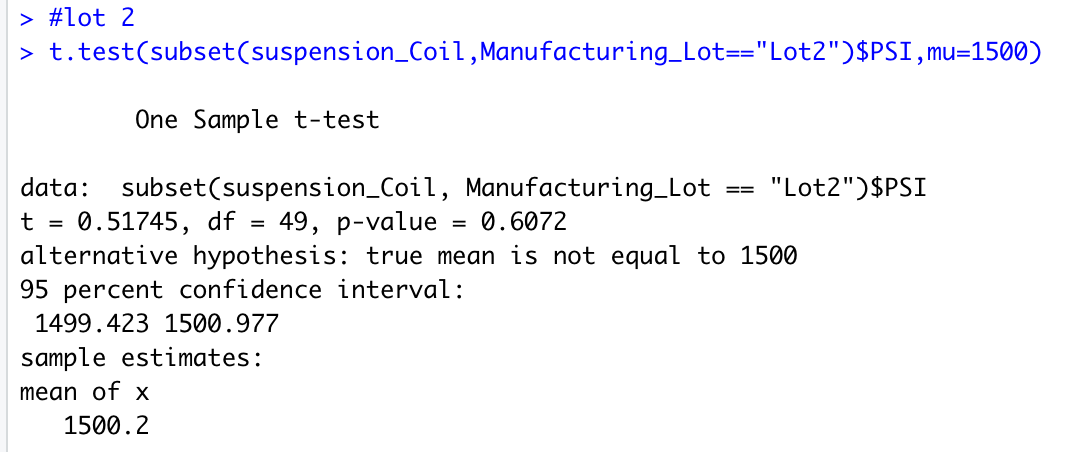 > #lot 2
> t.test(subset(suspension_Coil,Manufacturing_Lot=="Lot2")$PSI,mu=1500)
One Sample t-test
data:  subset(suspension_Coil, Manufacturing_Lot == "Lot2")$PSI
t = 0.51745, df = 49, p-value = 0.6072
alternative hypothesis: true mean is not equal to 1500
95 percent confidence interval:
1499.423 1500.977
sample estimates:
mean of x
1500.2